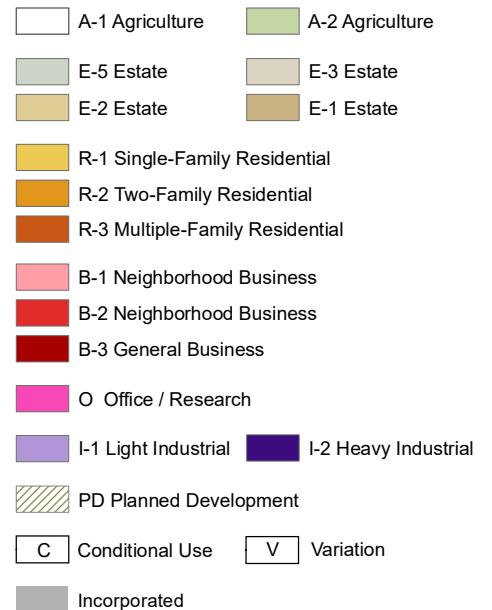 A-1 Agriculture A-2 Agriculture
E-5 Estate E-3 Estate
E-2 Estate E-1 Estate
R-1 Single-Family Residential
R-2 Two-Family Residential
R-3 Multiple-Family Residential
B-1 Neighborhood Business
B-2 Neighborhood Business
B-3 General Business
O Office / Research
I-1 Light Industrial I-2 Heavy Industrial
PD Planned Development
C Conditional Use V Variation
Incorporated